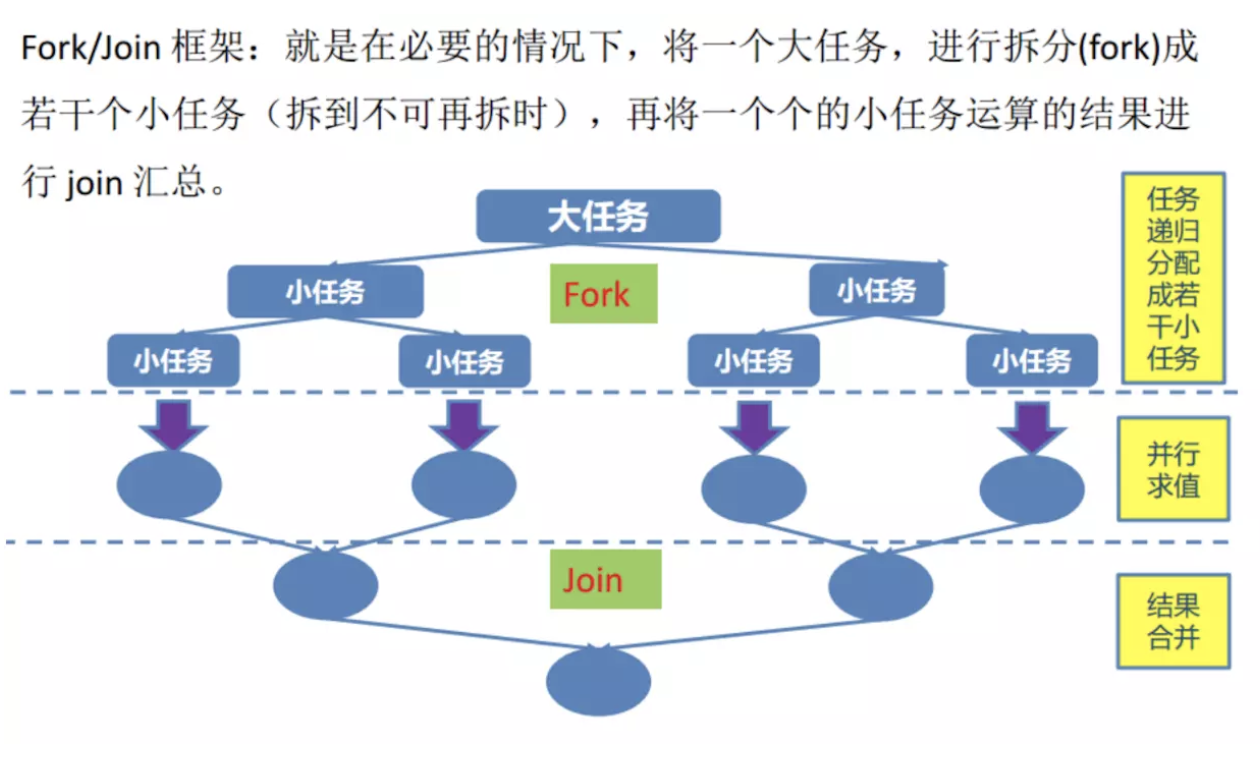 Fork/Join 框架：就是在必要的情况下，将一个大任务，进行拆分(fork)成
若干个小任务（拆到不可再拆时），再将一个个的小任务运算的结果进
行 join 汇总。
大任务
小任务
Fork
小任务
小任务
小任务
小任务
小任务
任务
递归
分配
成若
干小
任务
并行
求值
Join
结果
合并